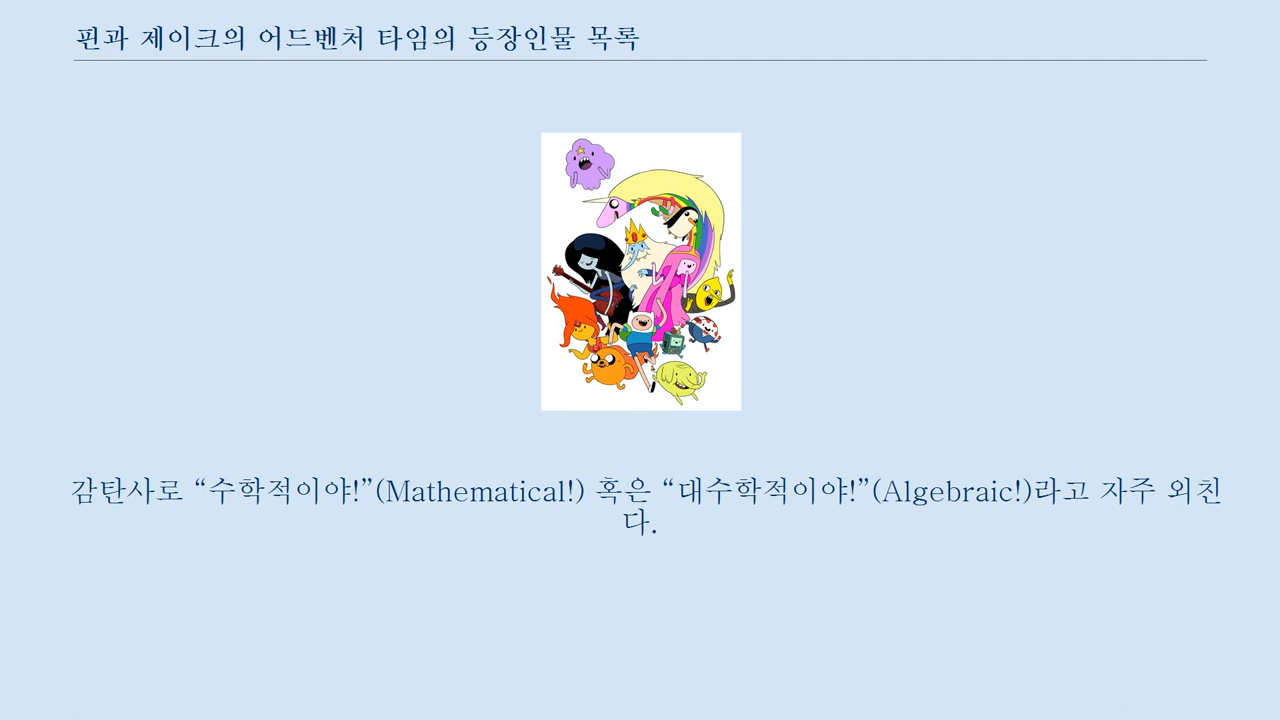 핀과 제이크의 어드벤처 타임의 등장인물 목록
감탄사로 “수학적이야!”(Mathematical!) 혹은 “대수학적이야!”(Algebraic!)라고 자주 외친
다.